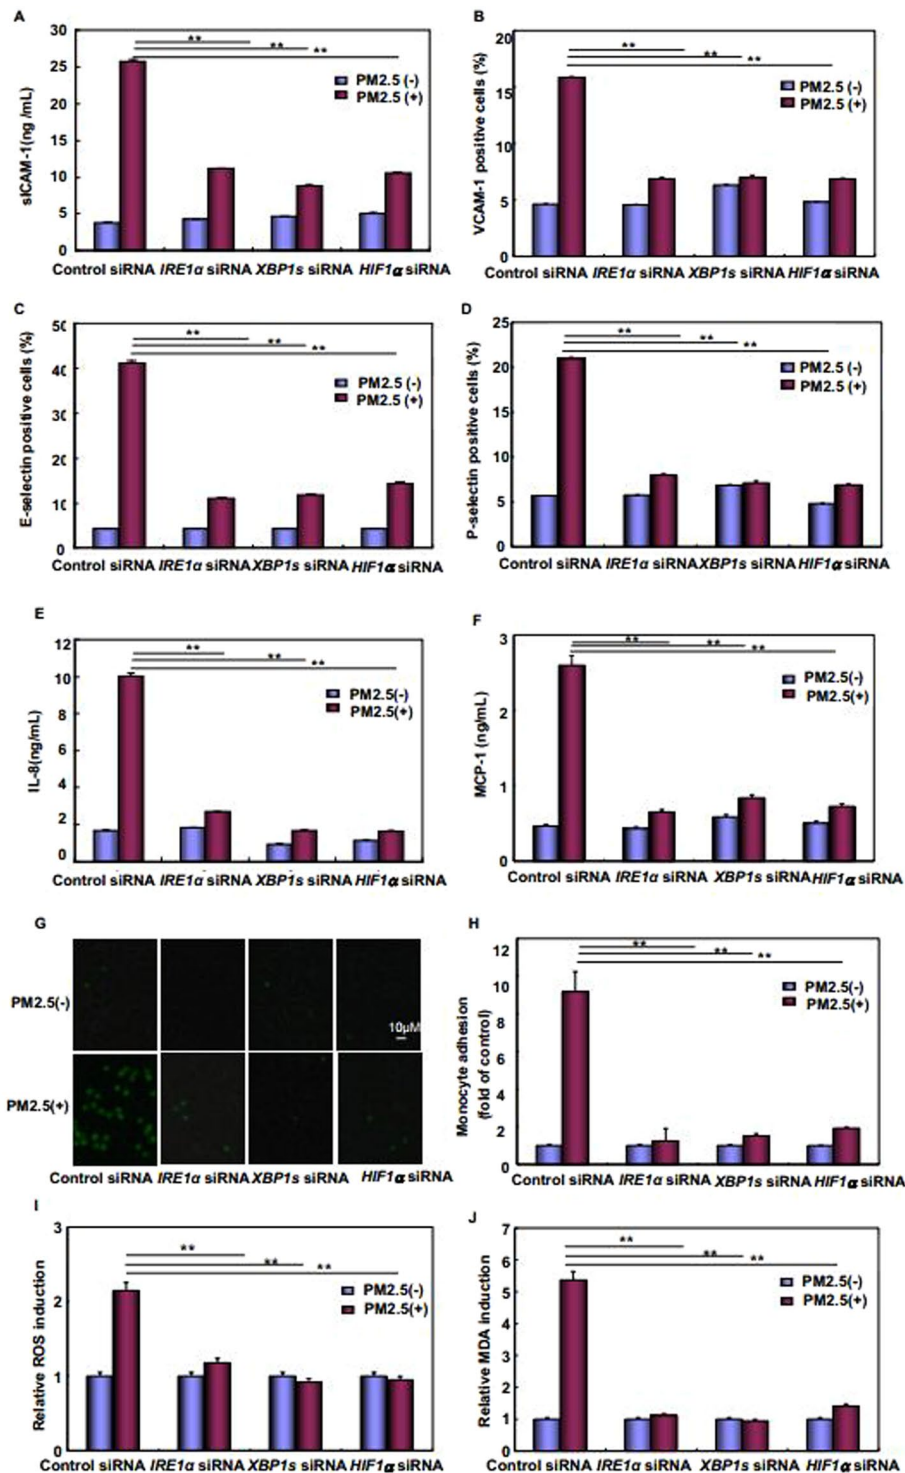 A
sICAM-1(ng /mL)
30
25
20
15
10
5
0
** ** **
PM2.5 (-)
PM2.5 (+)
Control siRNA IRE1α siRNA XBP1s siRNA HIF1α siRNA
B
VCAM-1 positive cells (%)
20
15
10
5
0
** ** **
PM2.5 (-)
PM2.5 (+)
Control siRNA IRE1α siRNA XBP1s siRNA HIF1α siRNA
C
E-selectin positive cells (%)
** ** **
PM2.5 (-)
PM2.5 (+)
Control siRNA IRE1α siRNA XBP1s siRNA HIF1α siRNA
D
P-selectin positive cells (%)
25
20
15
10
5
0
** ** **
PM2.5 (-)
PM2.5 (+)
Control siRNA IRE1α siRNA XBP1s siRNA HIF1α siRNA
E
IL-8(ng/mL)
12
10
8
6
4
2
0
** ** **
PM2.5(-)
PM2.5(+)
Control siRNA IRE1α siRNA XBP1s siRNA HIF1α siRNA
F
MCP-1 (ng/mL)
3
2
1
0
** ** **
PM2.5(-)
PM2.5(+)
Control siRNA IRE1α siRNA XBP1s siRNA HIF1α siRNA
G
PM2.5(-)
10μM
PM2.5(+)
Control siRNA IRE1α siRNA XBP1s siRNA HIF1α siRNA
H
Monocyte adhesion
(fold of control)
12
10
8
6
2
2
0
** ** **
PM2.5(-)
PM2.5(+)
Control siRNA IRE1α siRNA XBP1s siRNA HIF1α siRNA
I
Relative ROS induction
3
2
1
0
** ** **
PM2.5(-)
PM2.5(+)
Control siRNA IRE1α siRNA XBP1s siRNA HIF1α siRNA
J
Relative MDA induction
7
6
5
4
3
2
1
0
** ** **
PM2.5(-)
PM2.5(+)
Control siRNA IRE1α siRNA XBP1s siRNA HIF1α siRNA